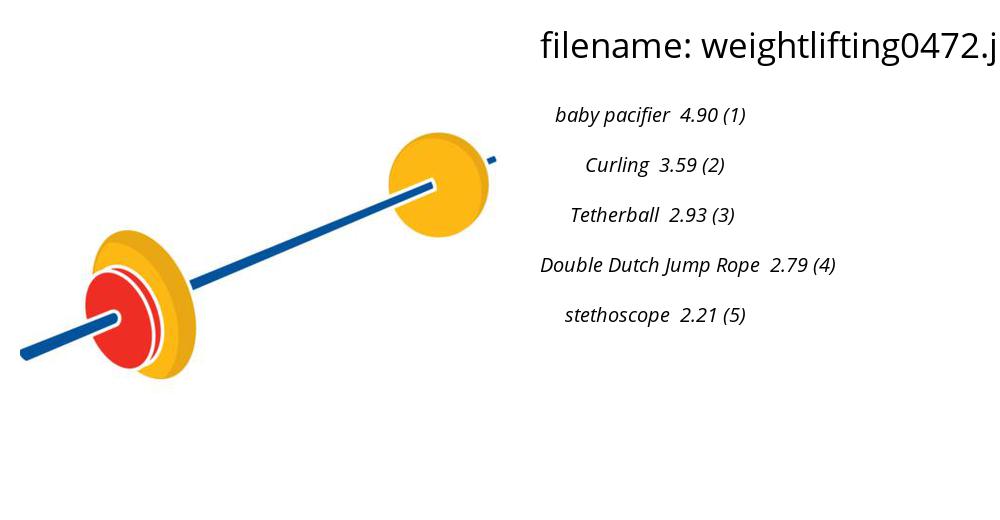 filename: weightlifting0472.j
baby pacifier 4.90 (1)
Curling 3.59 (2)
Tetherball 2.93 (3)
Double Dutch Jump Rope 2.79 (4)
stethoscope 2.21 (5)